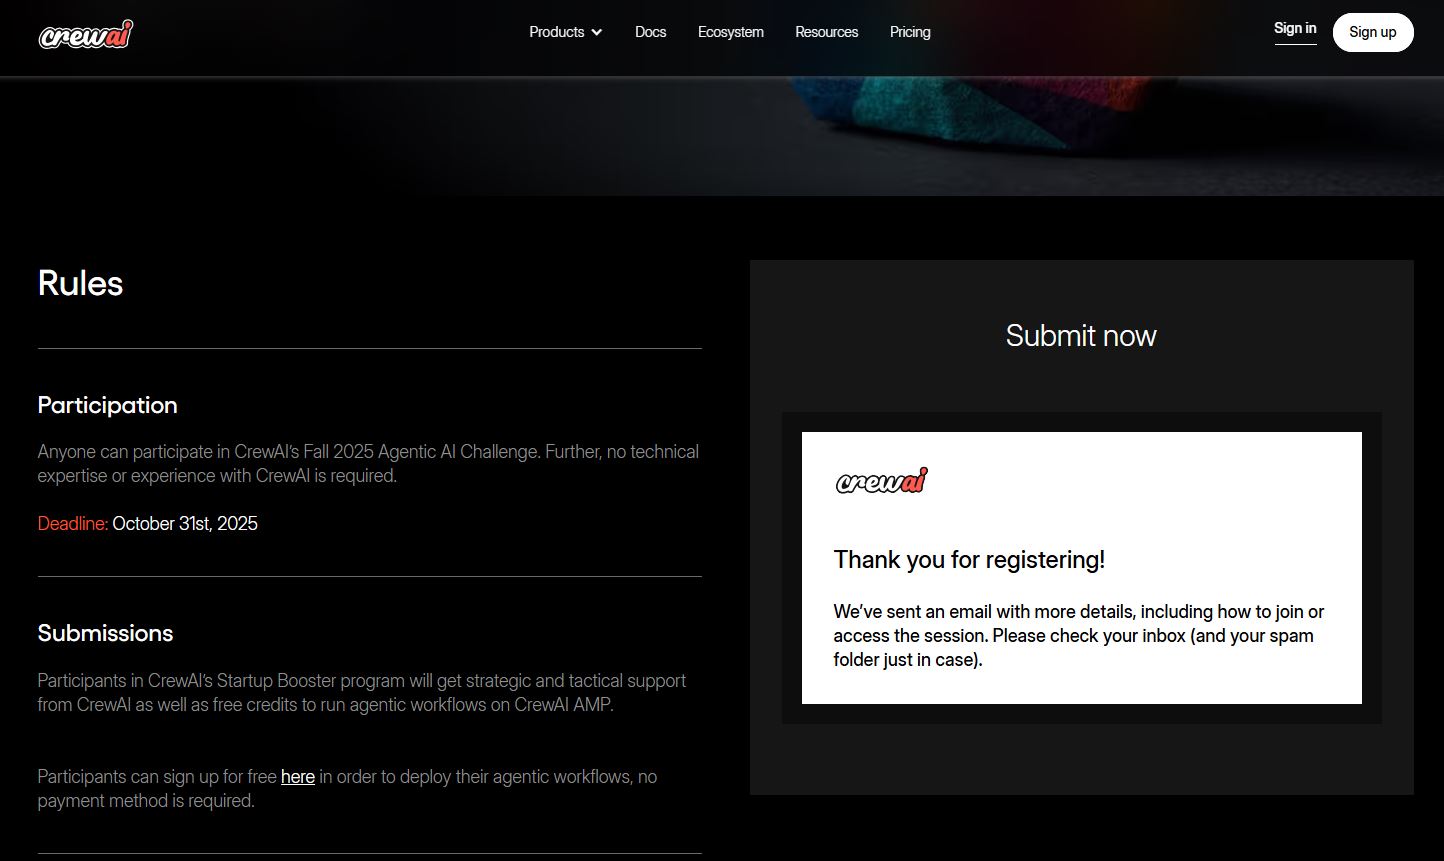 crewai
Products
Docs
Ecosystem
Resources
Pricing
Sign in
Sign up
Rules
Participation
Anyone can participate in CrewAI’s Fall 2025 Agentic AI Challenge. Further, no technical
expertise or experience with CrewAI is required.
Deadline: October 31st, 2025
Submissions
Participants in CrewAI’s Startup Booster program will get strategic and tactical support
from CrewAI as well as free credits to run agentic workflows on CrewAI AMP.
Participants can sign up for free here in order to deploy their agentic workflows, no
payment method is required.
Submit now
crewai
Thank you for registering!
We’ve sent an email with more details, including how to join or
access the session. Please check your inbox (and your spam
folder just in case).